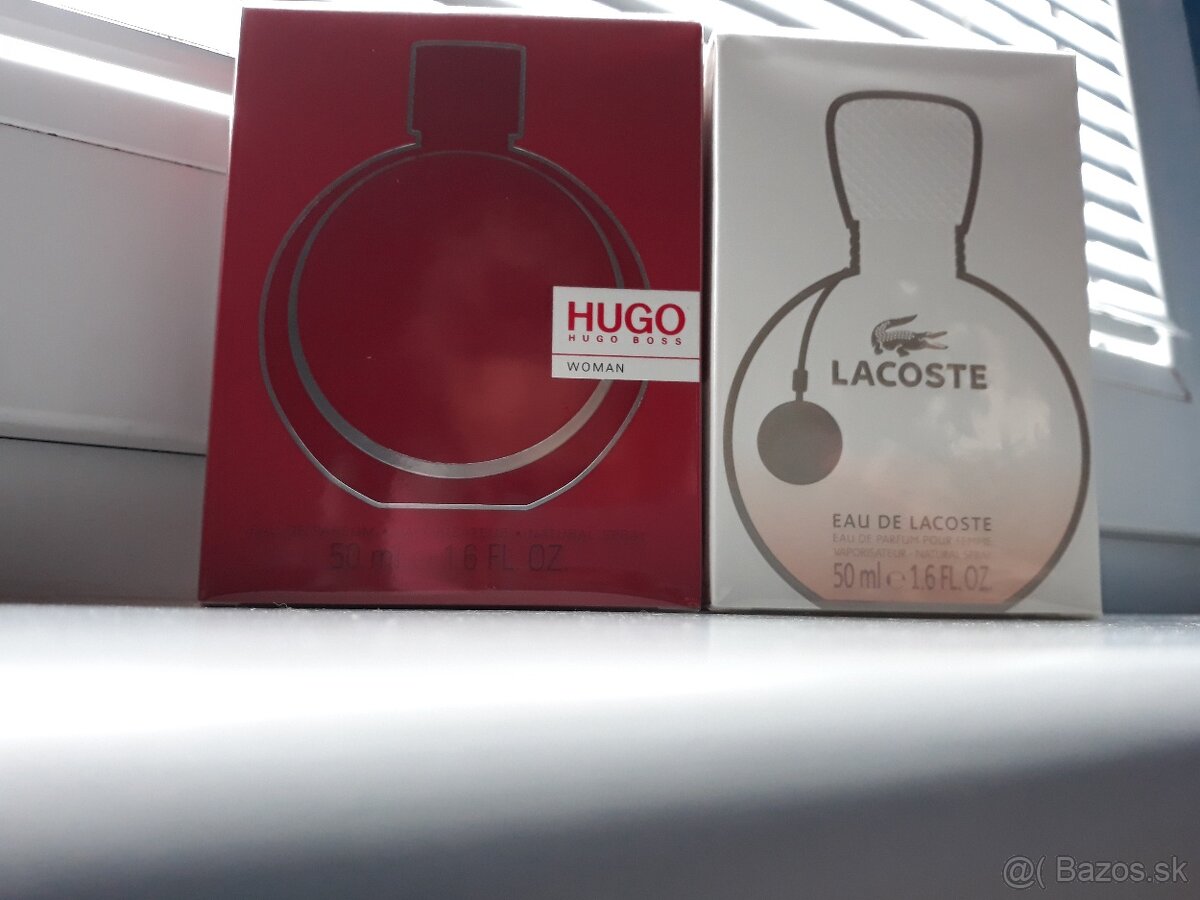 HUGO
HUGO BOSS
WOMAN
50 ml 1.6 FL. OZ.
LACOSTE
EAU DE LACOSTE
EAU DE PARFUM POUR FEMME
VAPORISATEUR - NATURAL SPRAY
50 ml e 1.6 FL.OZ.
@( Bazos.sk